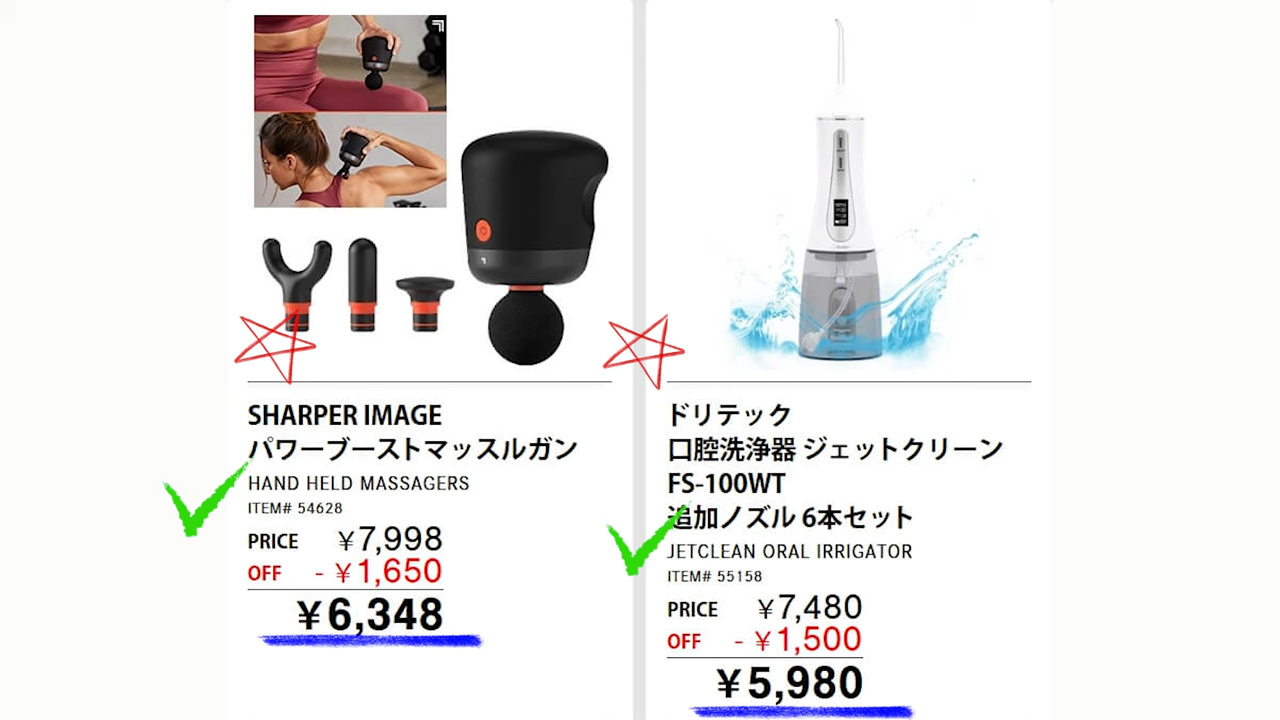 SHARPER IMAGE
パワーブーストマッスルガン
HAND HELD MASSAGERS
ITEM# 54628
PRICE ¥7,998
OFF - ¥1,650
¥6,348
ドリテック
口腔洗浄器 ジェットクリーン
FS-100WT
追加ノズル 6本セット
JETCLEAN ORAL IRRIGATOR
ITEM# 55158
PRICE ¥7,480
OFF - ¥1,500
¥5,980